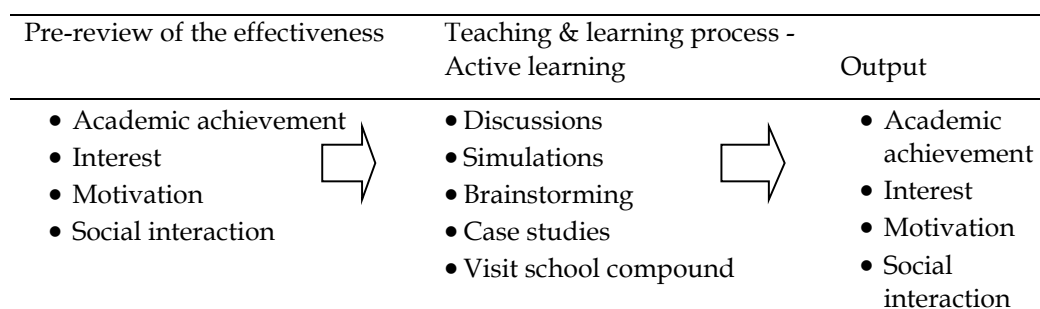 Pre-review of the effectiveness
Teaching & learning process -
Active learning
Output
• Academic achievement
• Interest
• Motivation
• Social interaction
• Discussions
• Simulations
• Brainstorming
• Case studies
• Visit school compound
• Academic
achievement
• Interest
• Motivation
• Social
interaction